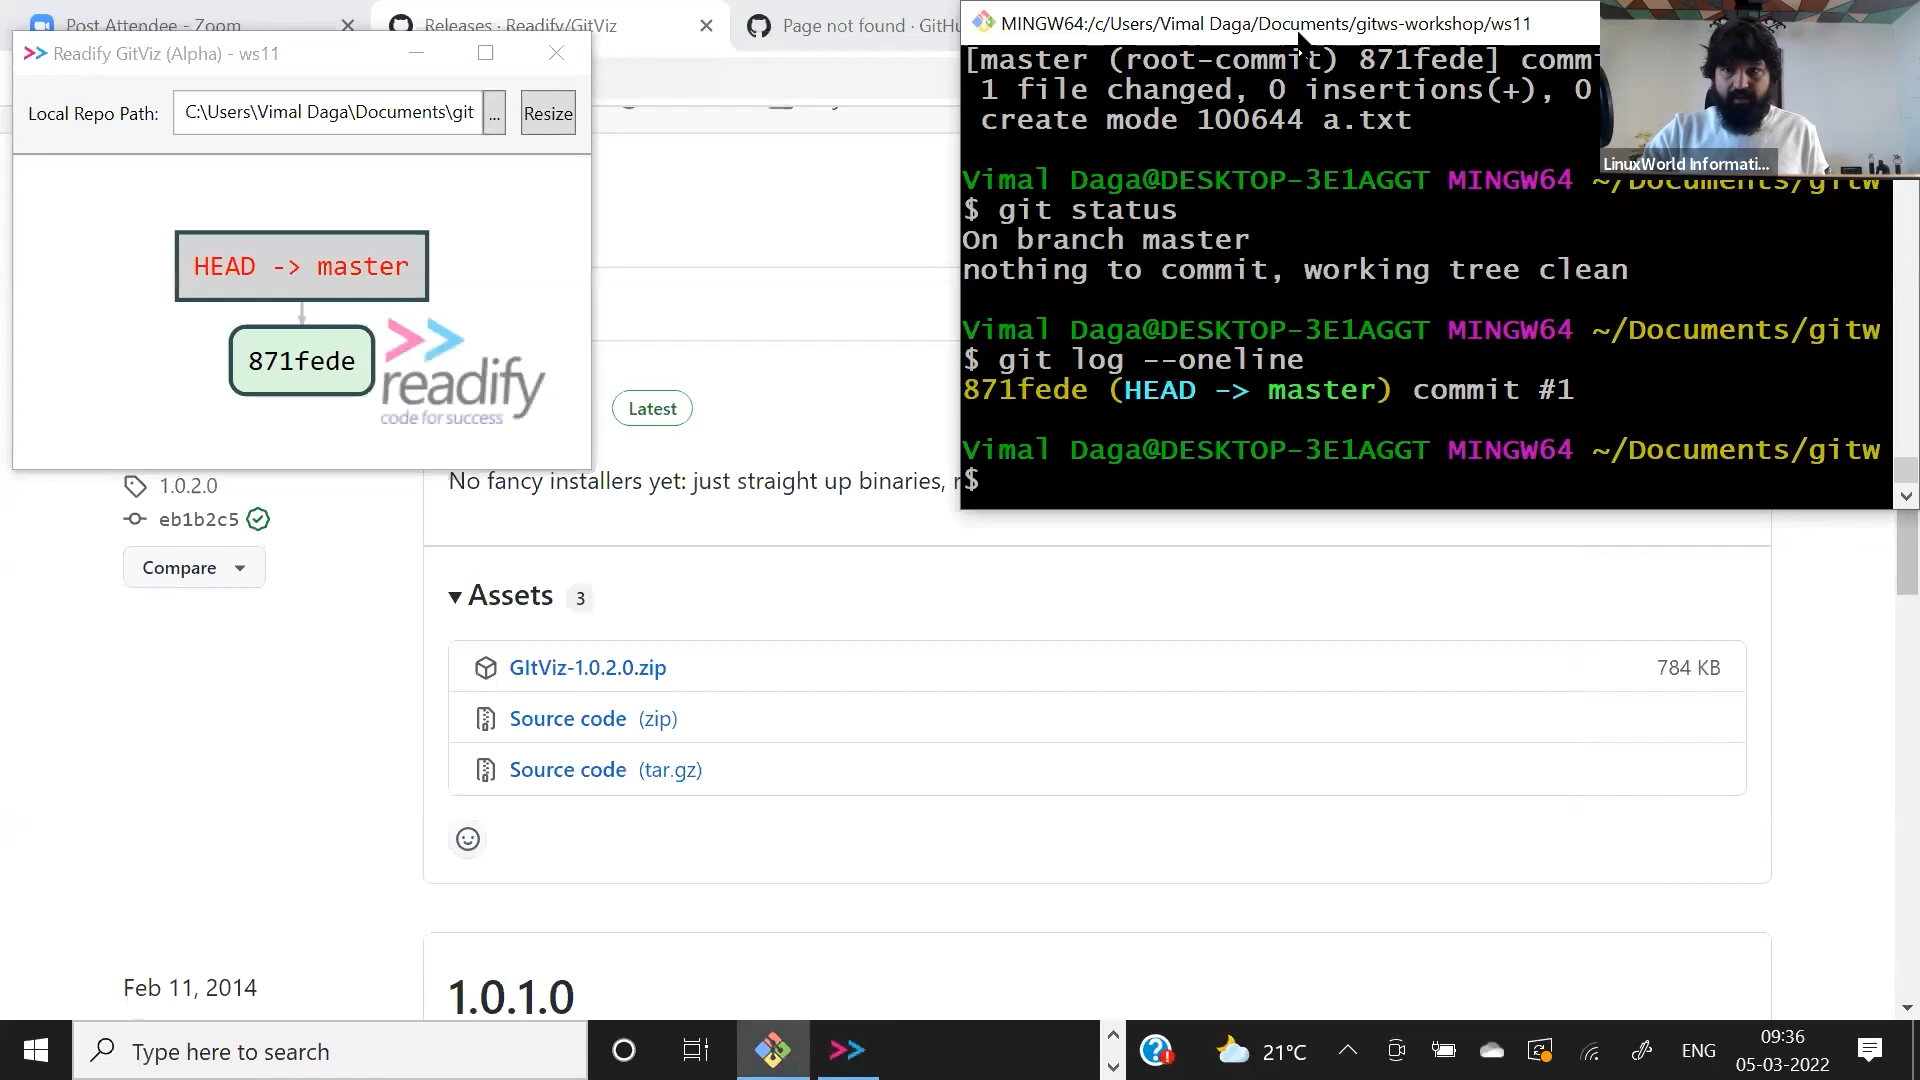 Post Attendee - Zoom
Releases · Readify/GitViz
Page not found · GitHu
MINGW64:/c/Users/Vimal Daga/Documents/gitws-workshop/ws11
Readify GitViz (Alpha) - ws11
Local Repo Path:
C:\Users\Vimal Daga\Documents\git
...
Resize
HEAD -> master
871fede
readify
code for success
[master (root-commit) 871fede] comm
1 file changed, 0 insertions(+), 0
create mode 100644 a.txt
Vimal Daga@DESKTOP-3E1AGGT MINGW64 ~/Documents/gitw
$ git status
On branch master
nothing to commit, working tree clean
Vimal Daga@DESKTOP-3E1AGGT MINGW64 ~/Documents/gitw
$ git log --oneline
871fede (HEAD -> master) commit #1
Vimal Daga@DESKTOP-3E1AGGT MINGW64 ~/Documents/gitw
$
LinuxWorld Informati...
Latest
1.0.2.0
eb1b2c5
Compare
No fancy installers yet: just straight up binaries, r
Assets 3
GItViz-1.0.2.0.zip
784 KB
Source code (zip)
Source code (tar.gz)
Feb 11, 2014
1.0.1.0
Type here to search
21°C
ENG
09:36
05-03-2022